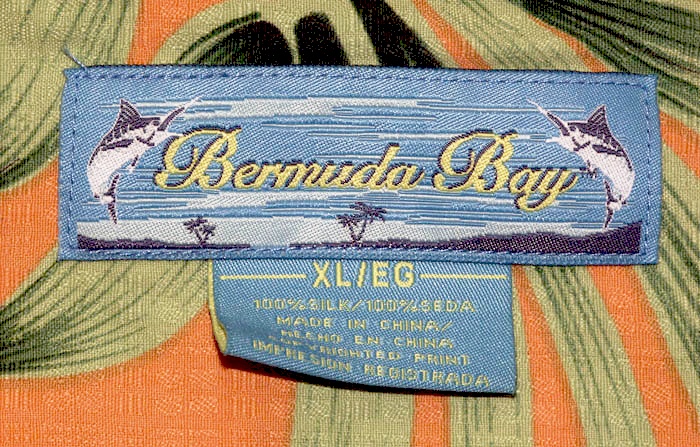 Bermuda Bay
XL/EG
100% SILK/100% SEDA
MADE IN CHINA/
HECHO EN CHINA
COPYRIGHTED PRINT
IMPRESION REGISTRADA